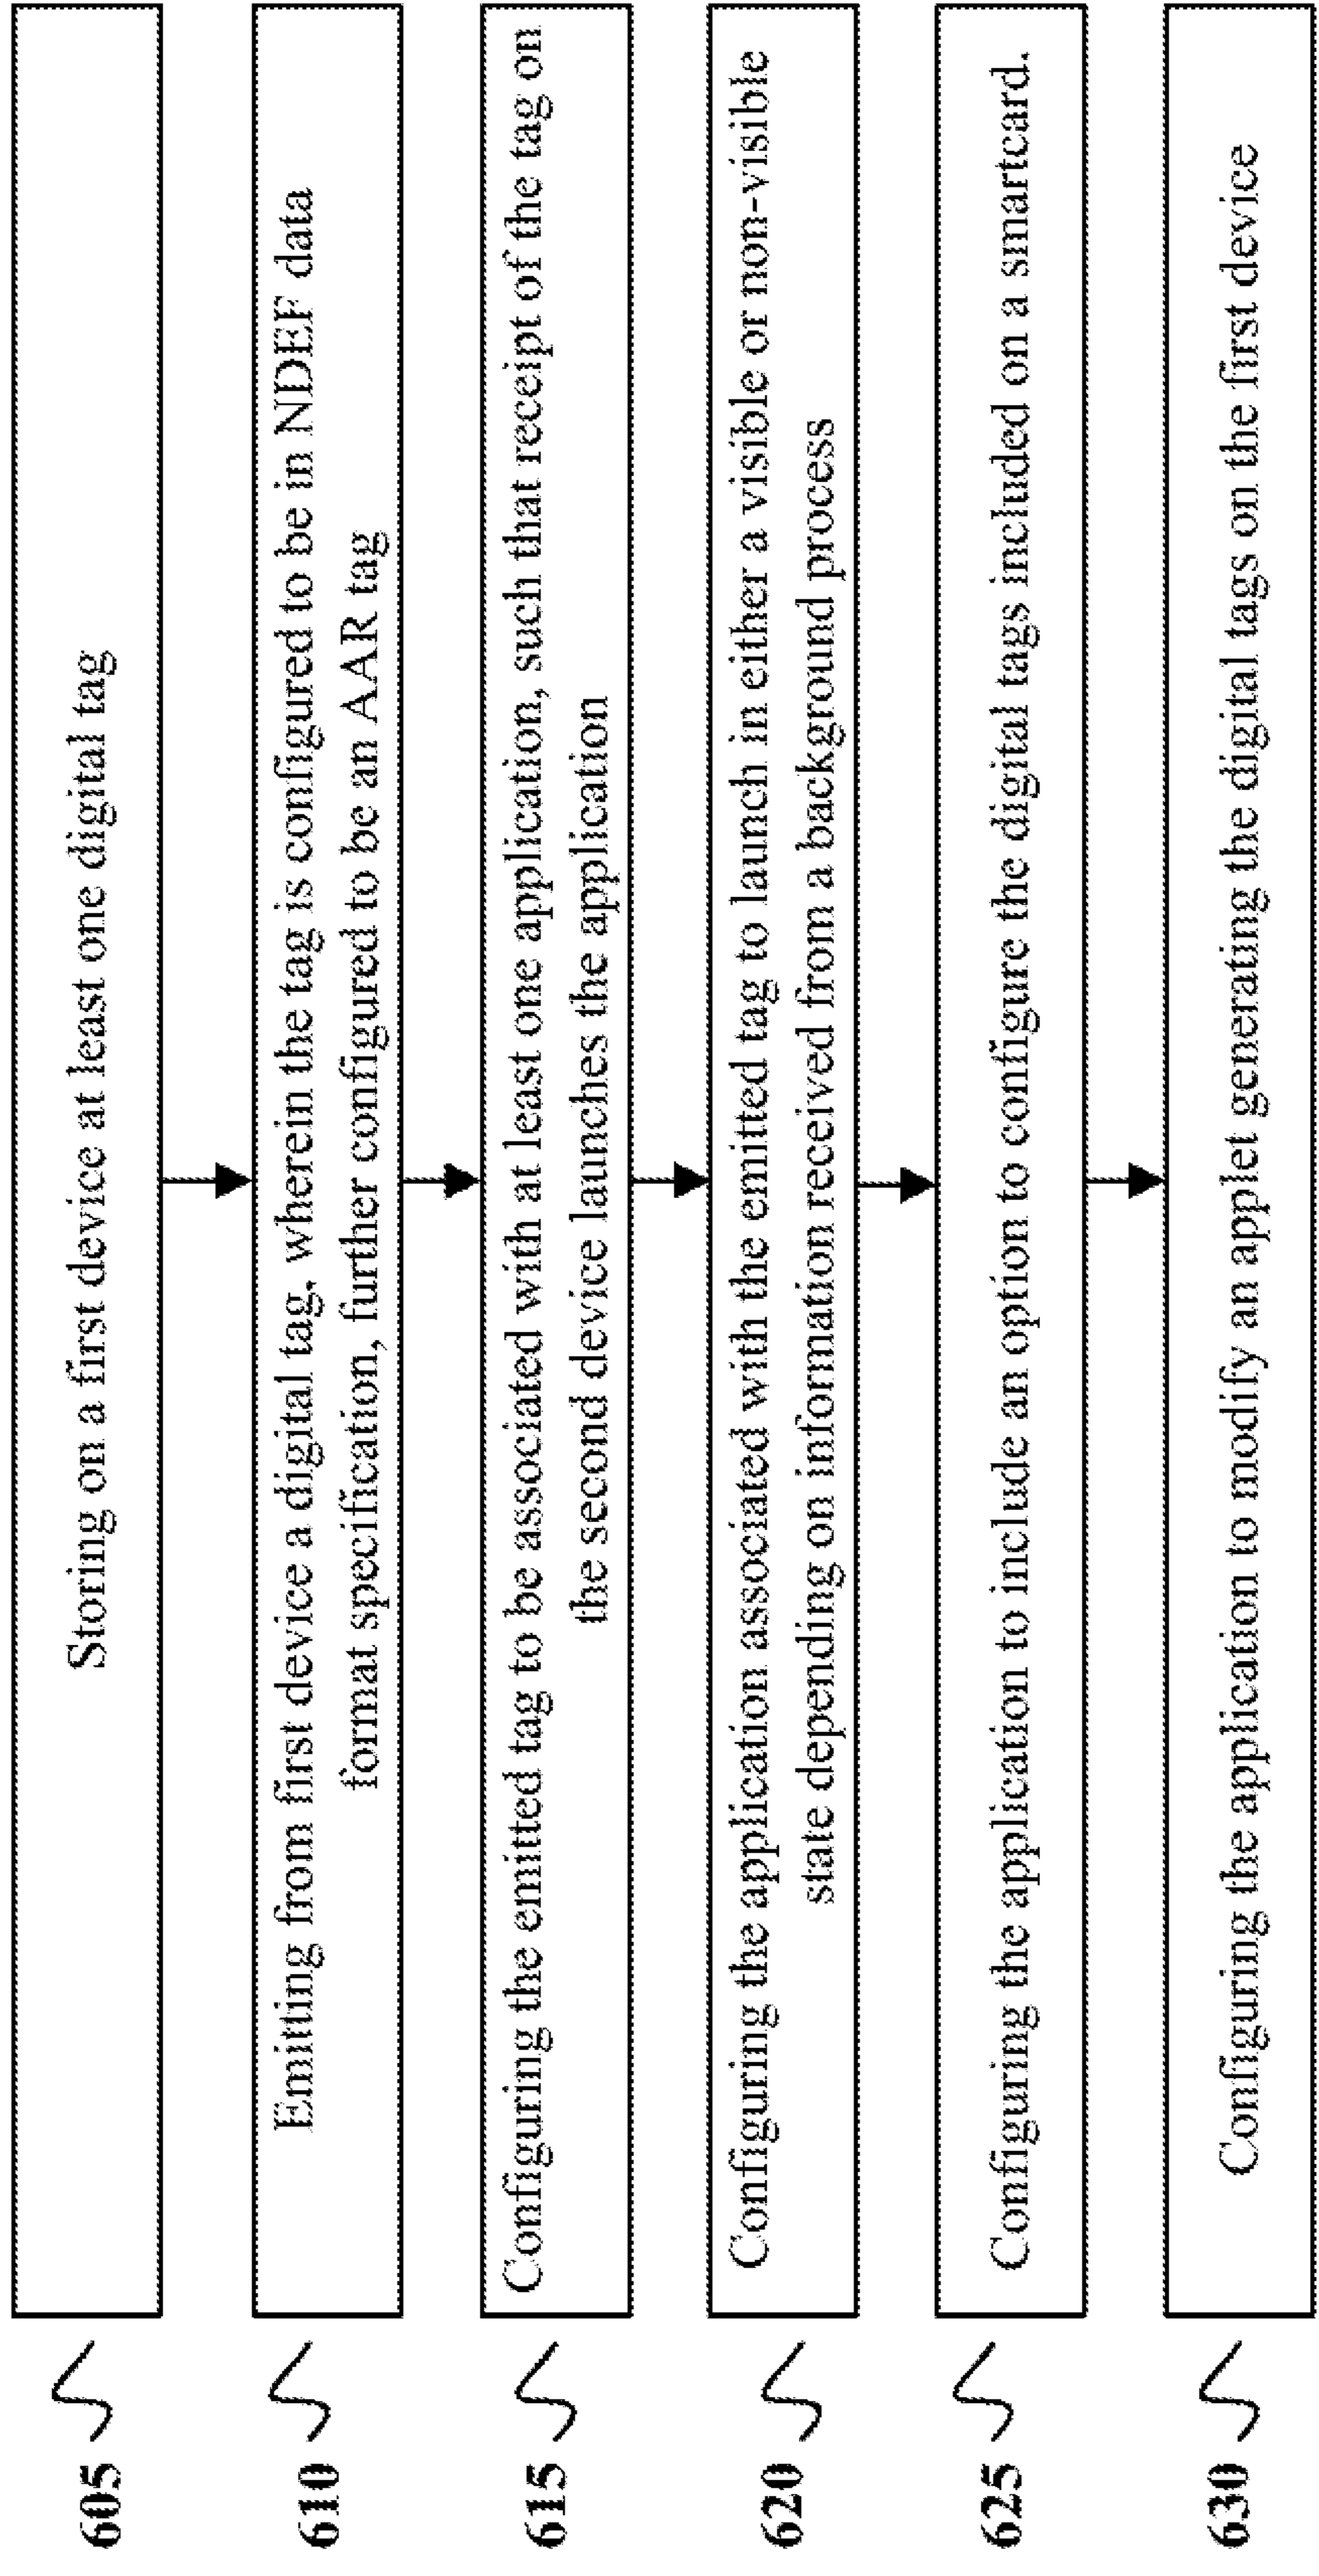 605
Storing on a first device at least one digital tag
610
Emitting from first device a digital tag, wherein the tag is configured to be in NDEF data
format specification, further configured to be an AAR tag
615
Configuring the emitted tag to be associated with at least one application, such that receipt of the tag on
the second device launches the application
620
Configuring the application associated with the emitted tag to launch in either a visible or non-visible
state depending on information received from a background process
625
Configuring the application to include an option to configure the digital tags included on a smartcard.
630
Configuring the application to modify an applet generating the digital tags on the first device